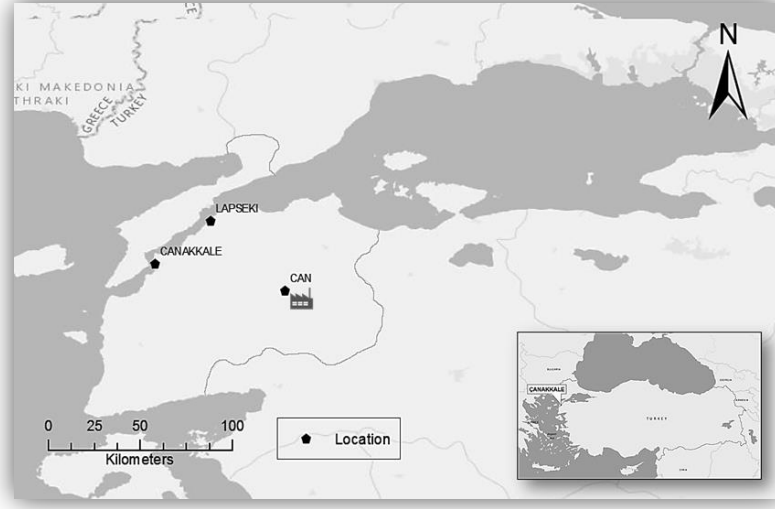 N
KI MAKEDONIA
THRAKI
GREECE
TURKEY
LAPSEKI
CANAKKALE
CAN
0 25 50 100
Kilometers
Location
CANAKKALE
TURKEY